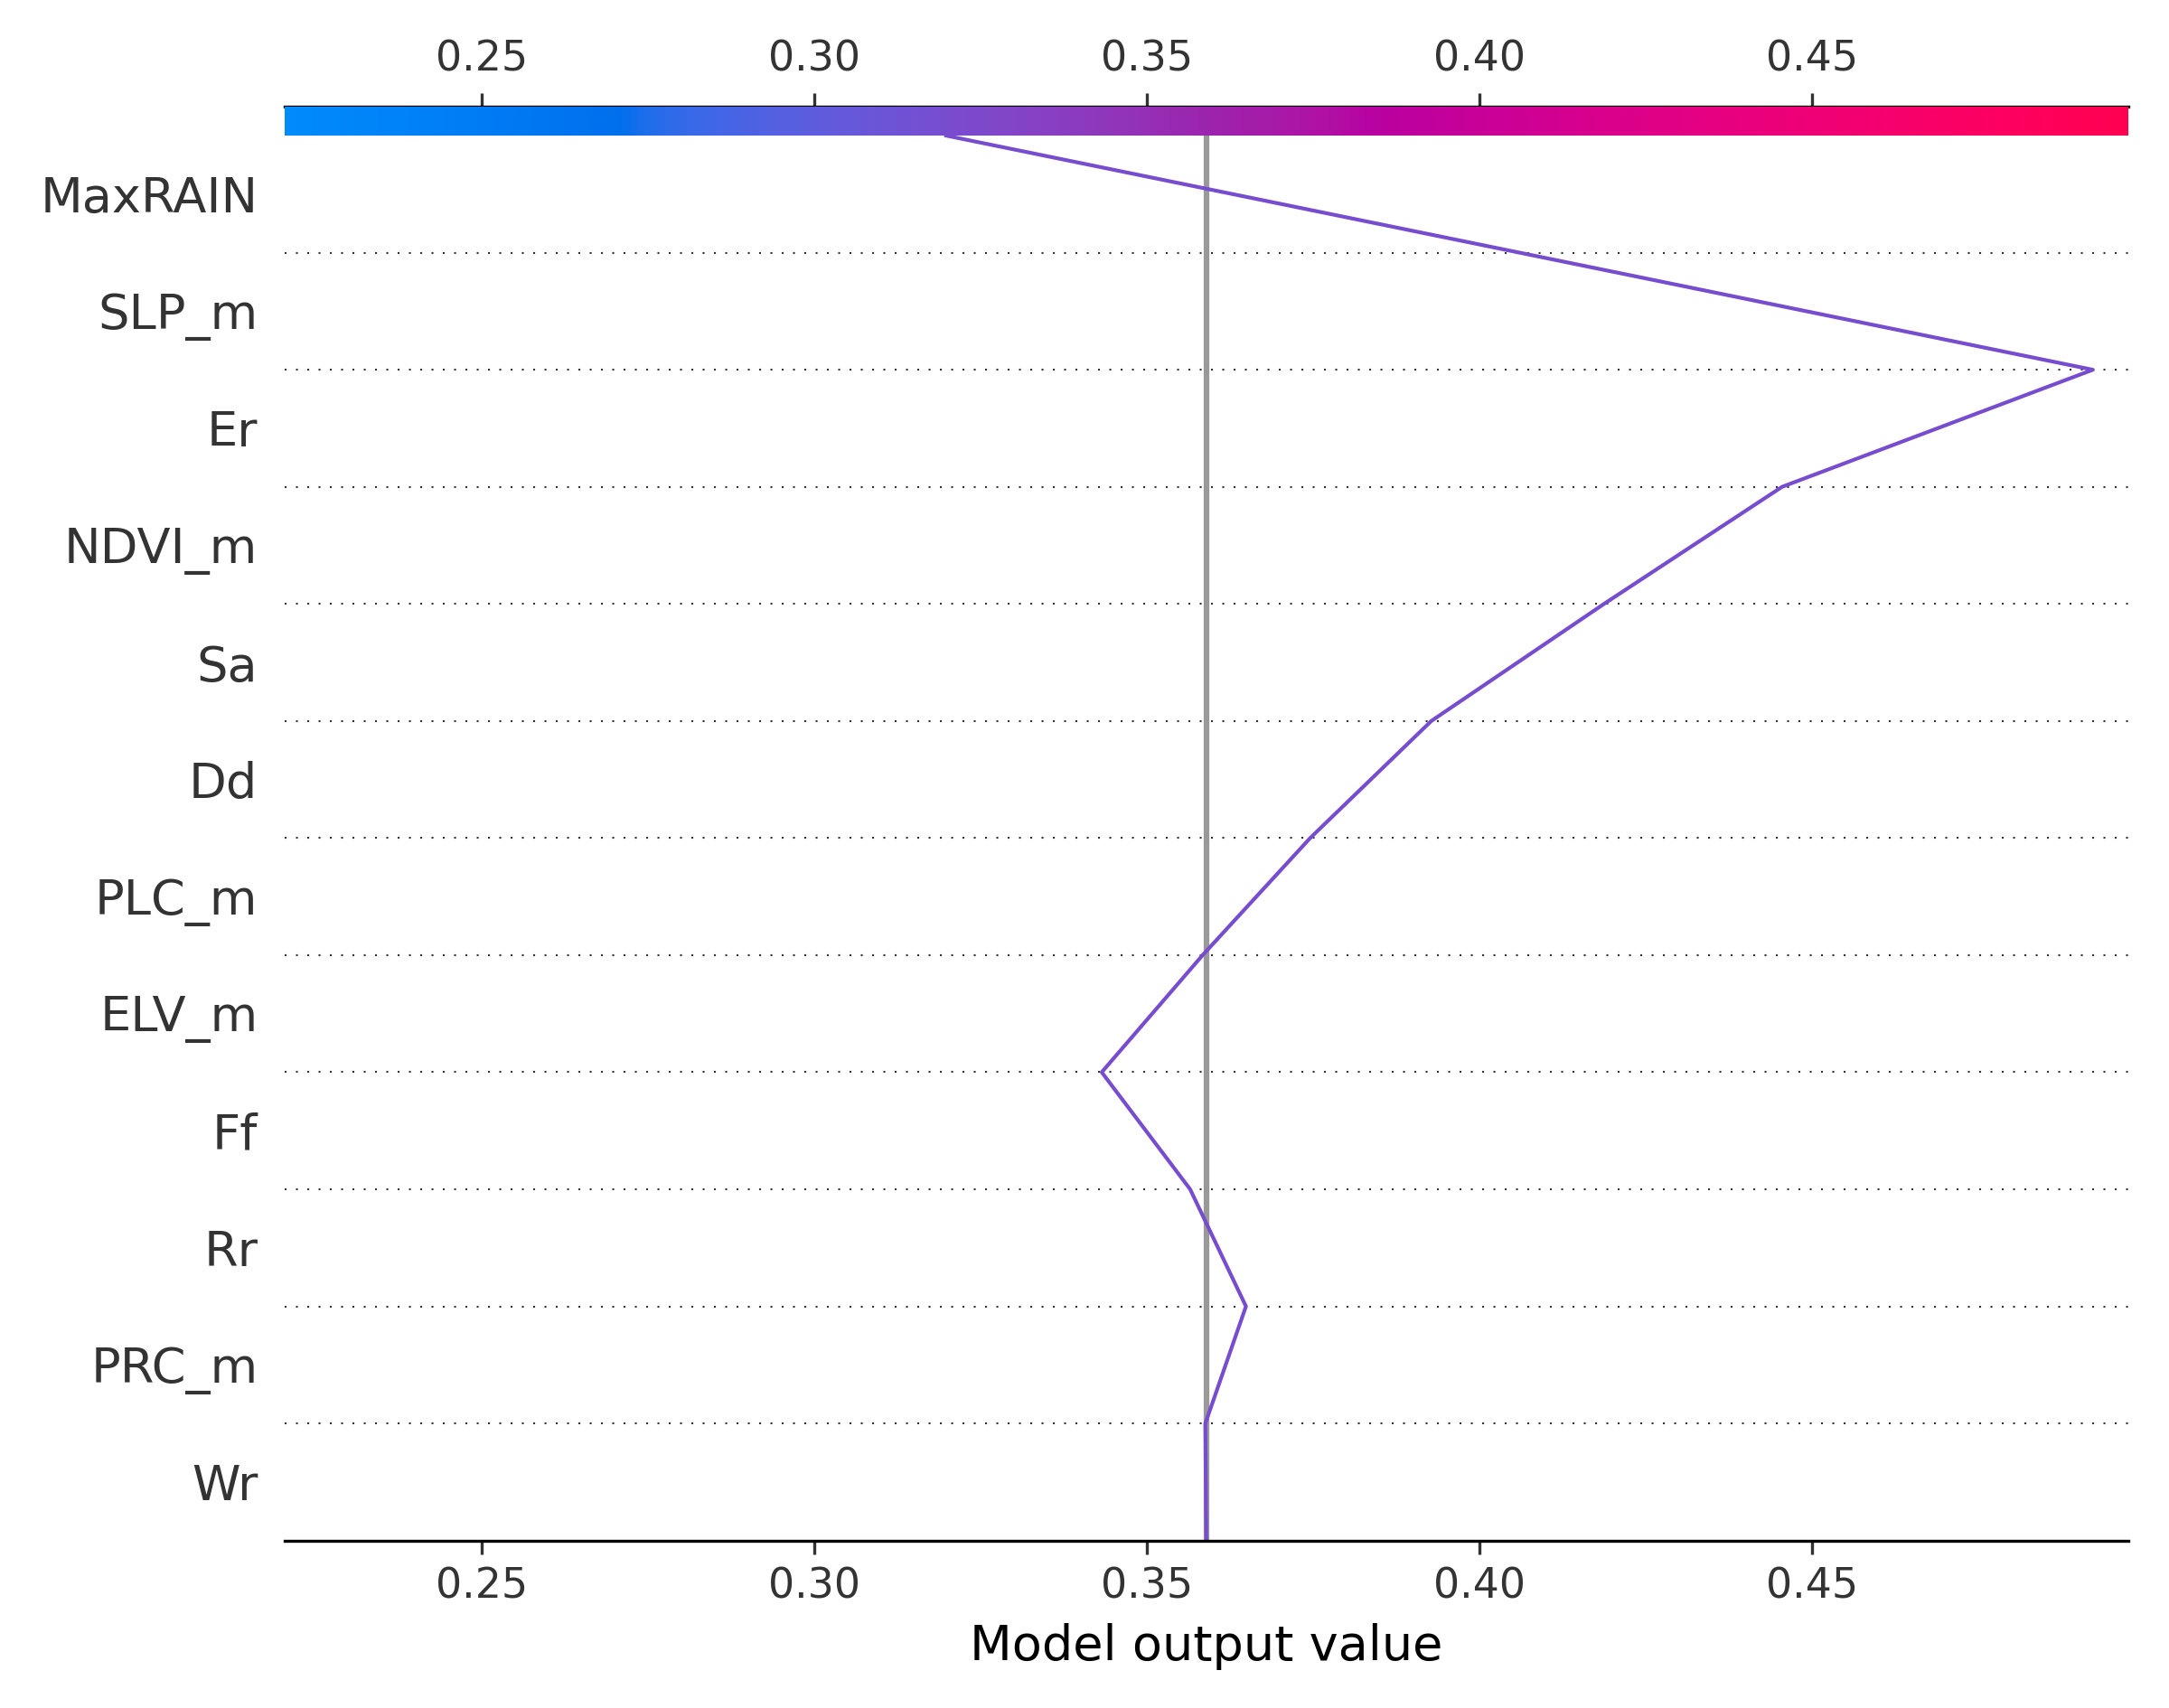 0.25 0.30 0.35 0.40 0.45
MaxRAIN
SLP_m
Er
NDVI_m
Sa
Dd
PLC_m
ELV_m
Ff
Rr
PRC_m
Wr
0.25 0.30 0.35 0.40 0.45
Model output value